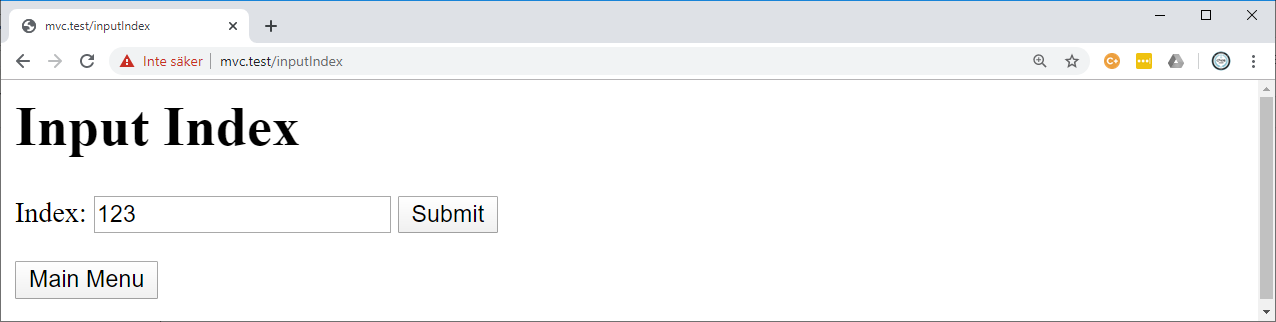 mvc.test/inputIndex
Inte säker mvc.test/inputIndex
Input Index
Index: 123 Submit
Main Menu